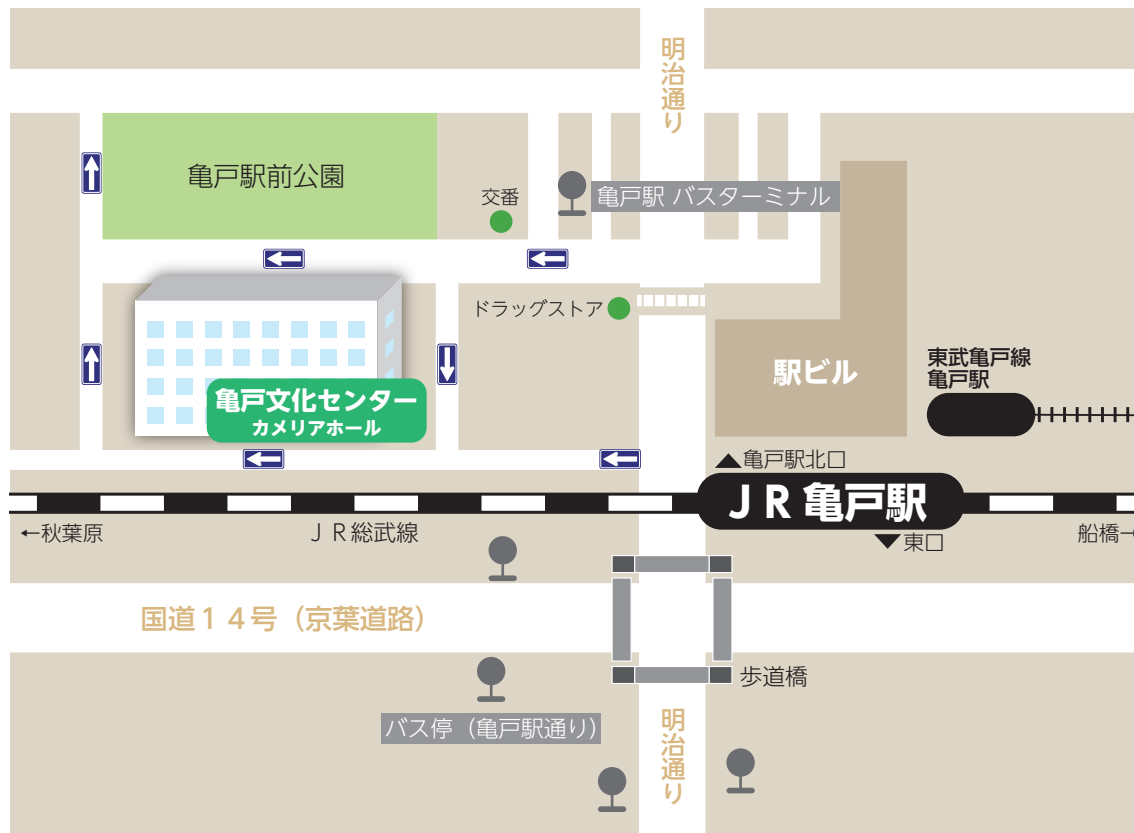 明治通り
亀戸駅前公園
交番
亀戸駅 バスターミナル
ドラッグストア
駅ビル
東武亀戸線
亀戸駅
亀戸文化センター
カメリアホール
亀戸駅北口
ＪＲ亀戸駅
←秋葉原
ＪＲ総武線
東口
船橋→
国道１４号（京葉道路）
歩道橋
バス停（亀戸駅通り）
明治通り